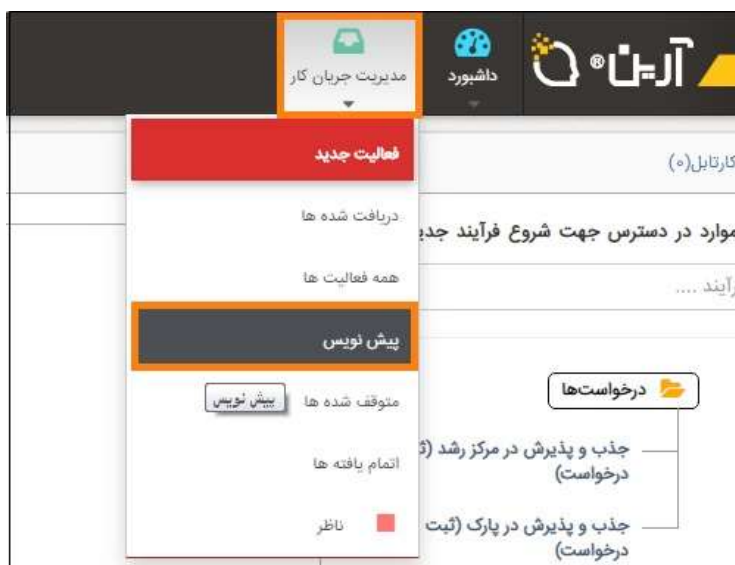 آرین®
داشبورد
مدیریت جریان کار
فعالیت جدید
دریافت شده ها
همه فعالیت ها
پیش نویس
متوقف شده ها
پیش نویس
اتمام یافته ها
ناظر
کارتابل(۰)
موارد در دسترس جهت شروع فرآیند
رآیند ....
درخواست‌ها
جذب و پذیرش در مرکز رشد (ث
درخواست)
جذب و پذیرش در پارک (ثبت
درخواست)